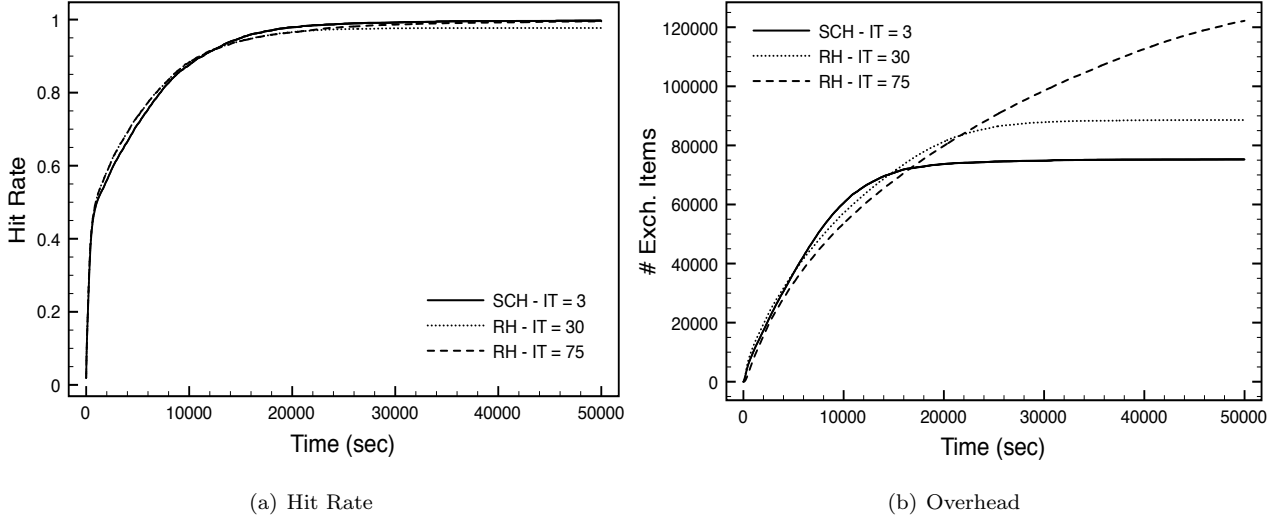 1
0.8
0.6
0.4
0.2
0
Hit Rate
SCH - IT = 3
RH - IT = 30
RH - IT = 75
0 10000 20000 30000 40000 50000
Time (sec)
(a) Hit Rate
120000
100000
80000
60000
40000
20000
0
# Exch. Items
SCH - IT = 3
RH - IT = 30
RH - IT = 75
0 10000 20000 30000 40000 50000
Time (sec)
(b) Overhead